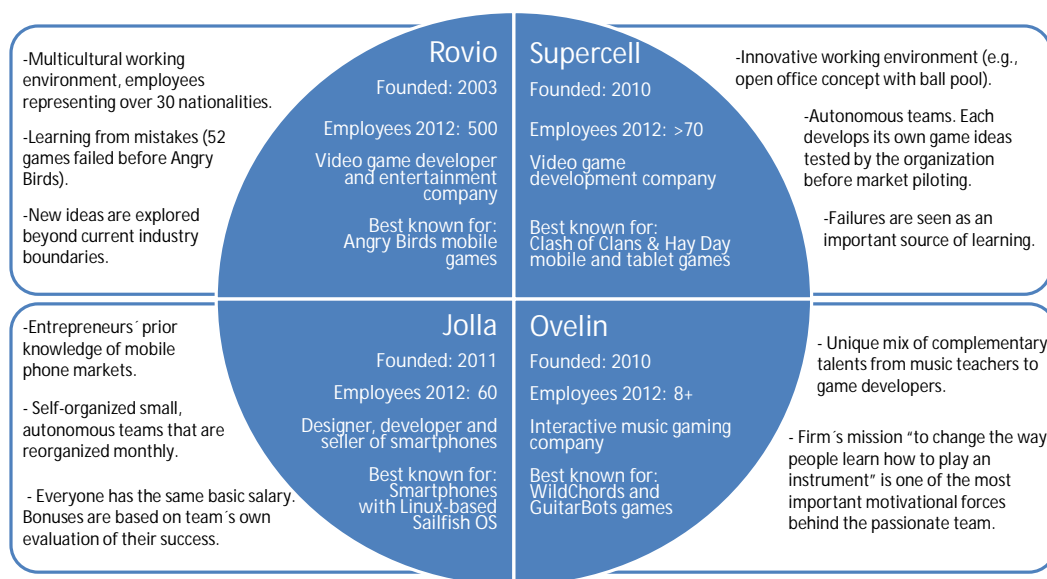 -Multicultural working
environment, employees
representing over 30 nationalities.
-Learning from mistakes (52
games failed before Angry
Birds).
-New ideas are explored
beyond current industry
boundaries.
Rovio
Founded: 2003
Employees 2012: 500
Video game developer
and entertainment
company
Best known for:
Angry Birds mobile
games
Supercell
Founded: 2010
Employees 2012: >70
Video game
development company
Best known for:
Clash of Clans & Hay Day
mobile and tablet games
-Innovative working environment (e.g.,
open office concept with ball pool).
-Autonomous teams. Each
develops its own game ideas
tested by the organization
before market piloting.
-Failures are seen as an
important source of learning.
-Entrepreneurs´ prior
knowledge of mobile
phone markets.
- Self-organized small,
autonomous teams that are
reorganized monthly.
- Everyone has the same basic salary.
Bonuses are based on team´s own
evaluation of their success.
Jolla
Founded: 2011
Employees 2012: 60
Designer, developer and
seller of smartphones
Best known for:
Smartphones
with Linux-based
Sailfish OS
Ovelin
Founded: 2010
Employees 2012: 8+
Interactive music gaming
company
Best known for:
WildChords and
GuitarBots games
- Unique mix of complementary
talents from music teachers to
game developers.
- Firm´s mission “to change the way
people learn how to play an
instrument” is one of the most
important motivational forces
behind the passionate team.